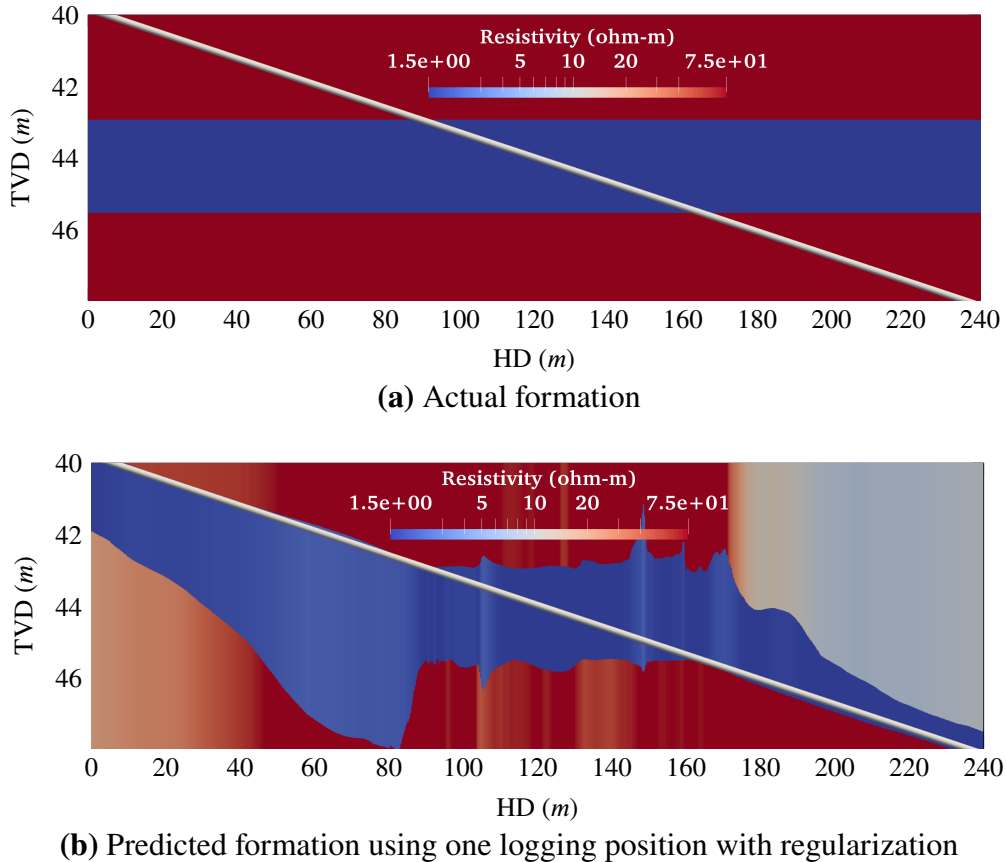 40
42
44
46
TVD (m)
Resistivity (ohm-m)
1.5e+00 5 10 20 7.5e+01
0 20 40 60 80 100 120 140 160 180 200 220 240
HD (m)
(a) Actual formation
40
42
44
46
TVD (m)
Resistivity (ohm-m)
1.5e+00 5 10 20 7.5e+01
0 20 40 60 80 100 120 140 160 180 200 220 240
HD (m)
(b) Predicted formation using one logging position with regularization